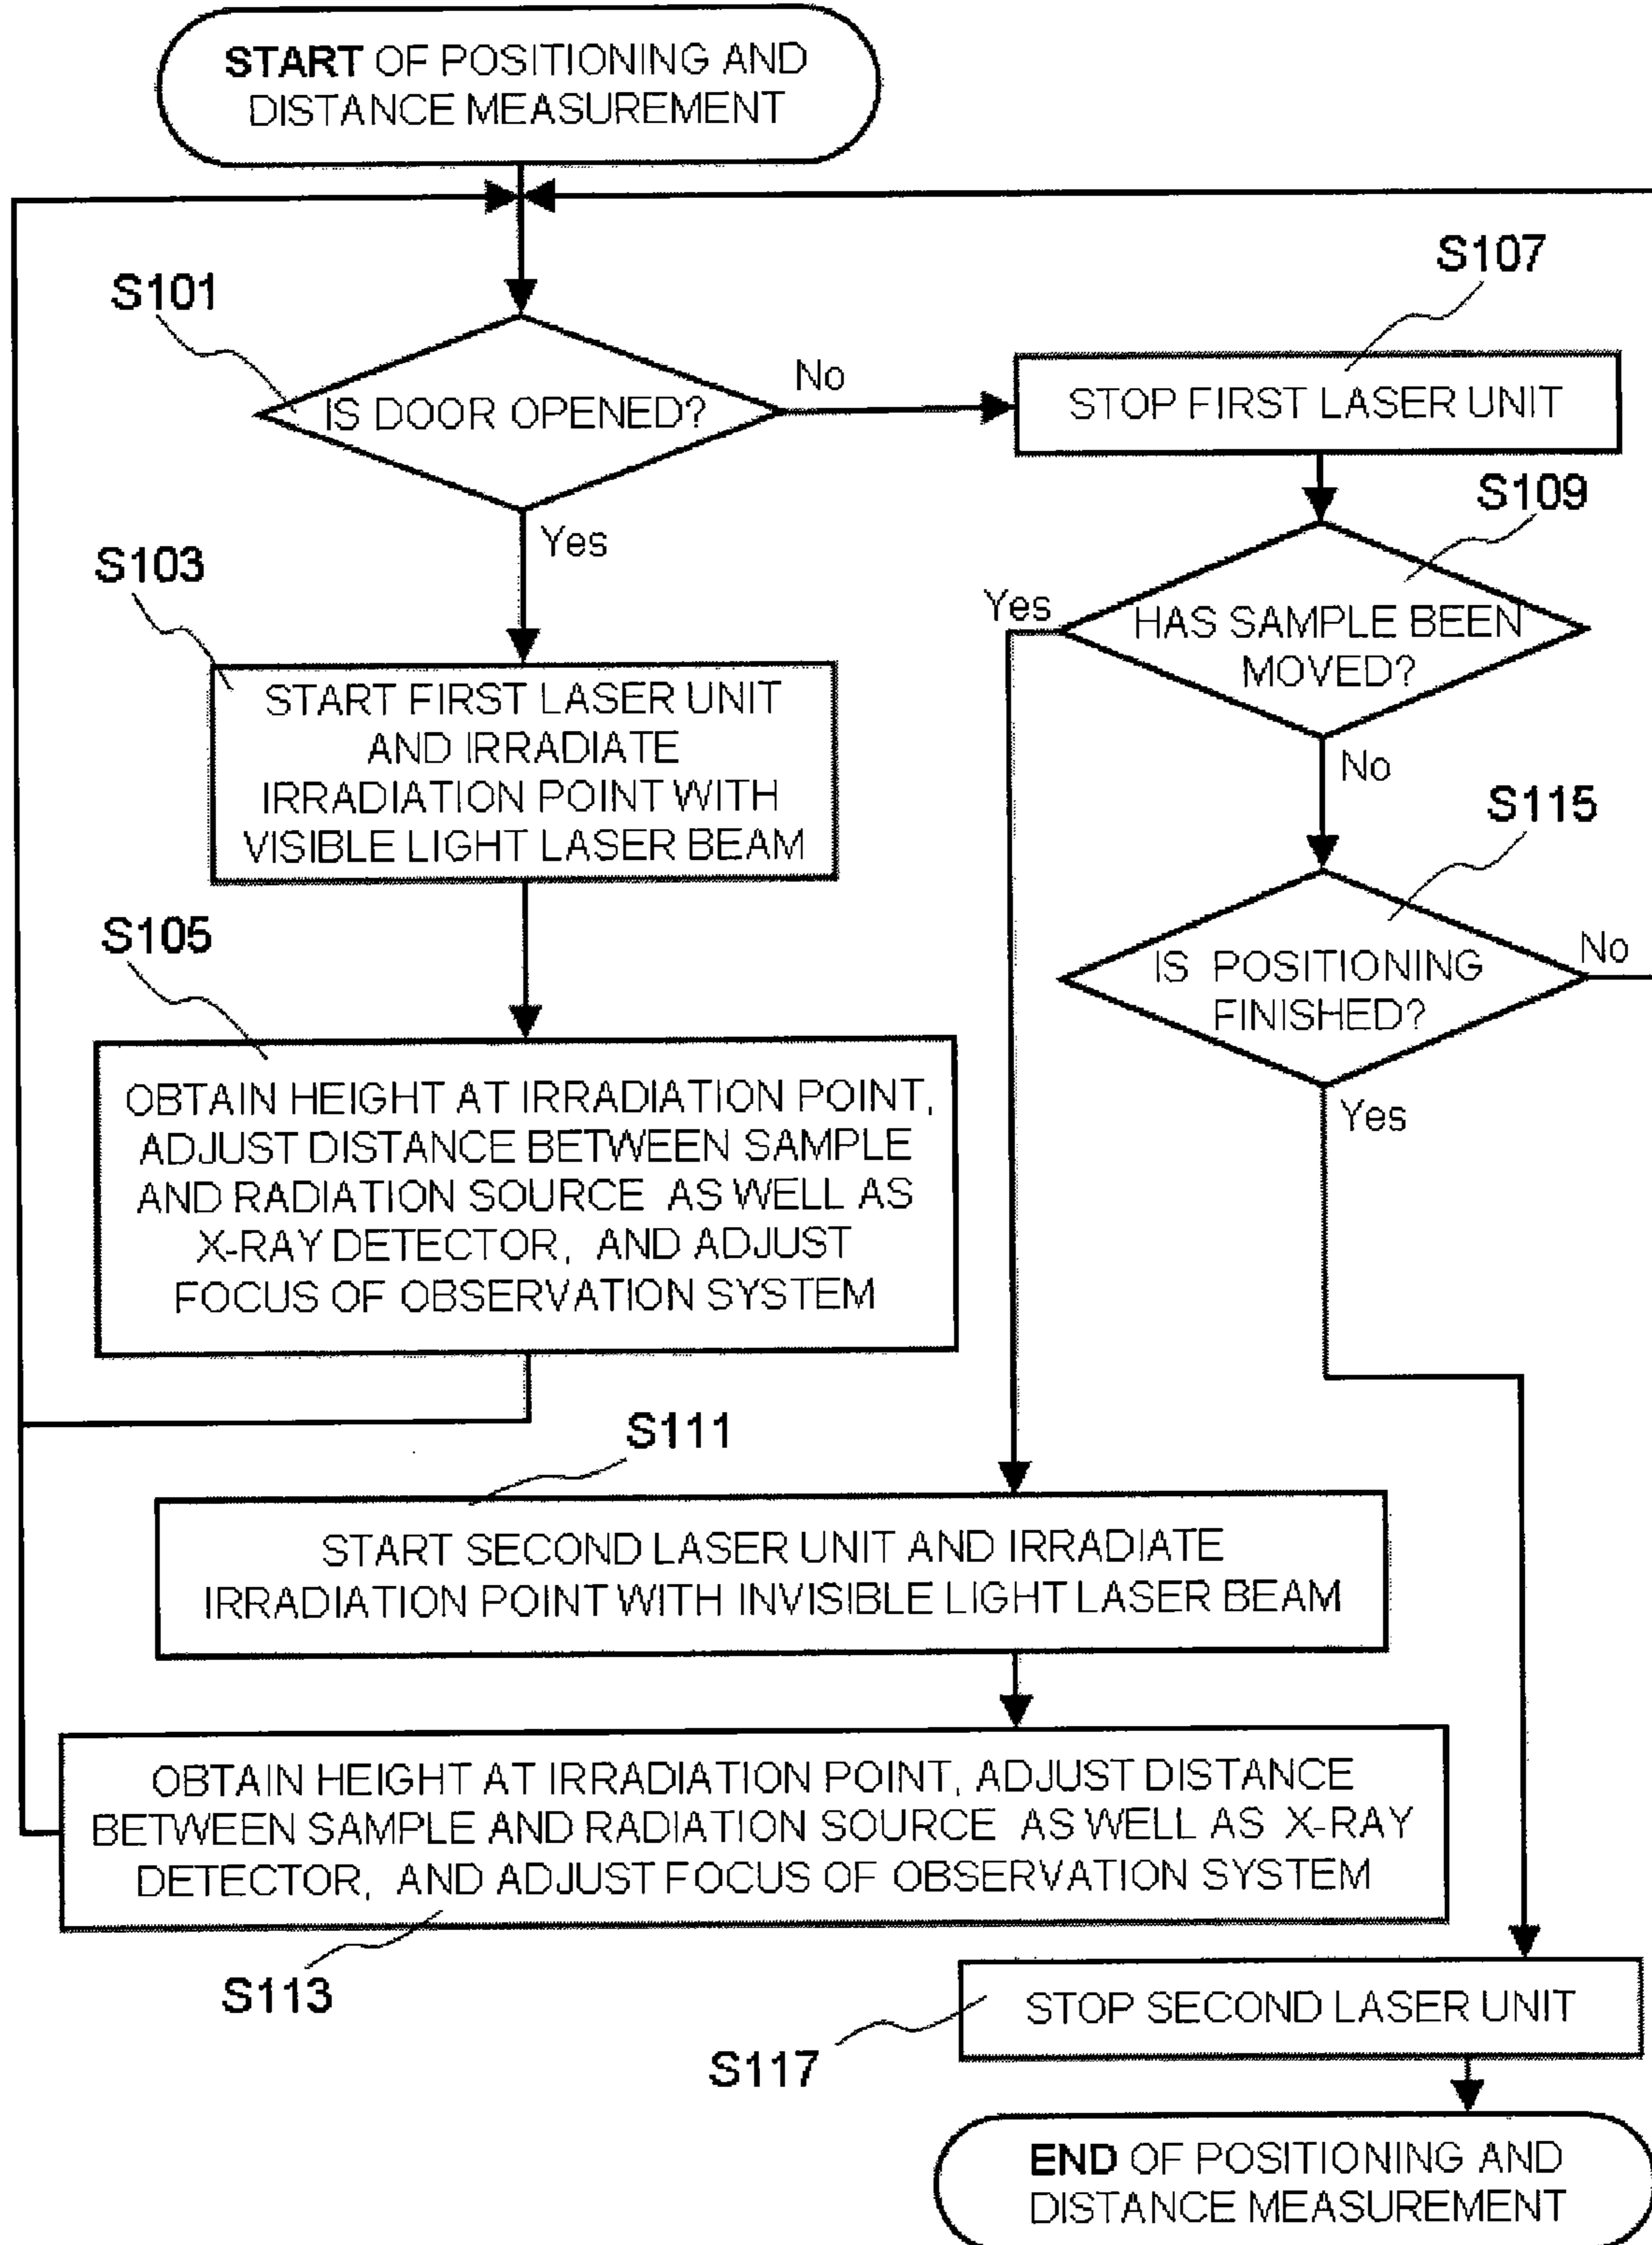 START OF POSITIONING AND
DISTANCE MEASUREMENT
S101
IS DOOR OPENED?
No
Yes
S107
STOP FIRST LASER UNIT
S103
START FIRST LASER UNIT
AND IRRADIATE
IRRADIATION POINT WITH
VISIBLE LIGHT LASER BEAM
S109
Yes
HAS SAMPLE BEEN
MOVED?
No
S105
OBTAIN HEIGHT AT IRRADIATION POINT,
ADJUST DISTANCE BETWEEN SAMPLE
AND RADIATION SOURCE AS WELL AS
X-RAY DETECTOR, AND ADJUST
FOCUS OF OBSERVATION SYSTEM
S115
IS POSITIONING
FINISHED?
No
Yes
S111
START SECOND LASER UNIT AND IRRADIATE
IRRADIATION POINT WITH INVISIBLE LIGHT LASER BEAM
OBTAIN HEIGHT AT IRRADIATION POINT, ADJUST DISTANCE
BETWEEN SAMPLE AND RADIATION SOURCE AS WELL AS X-RAY
DETECTOR, AND ADJUST FOCUS OF OBSERVATION SYSTEM
S113
STOP SECOND LASER UNIT
S117
END OF POSITIONING AND
DISTANCE MEASUREMENT